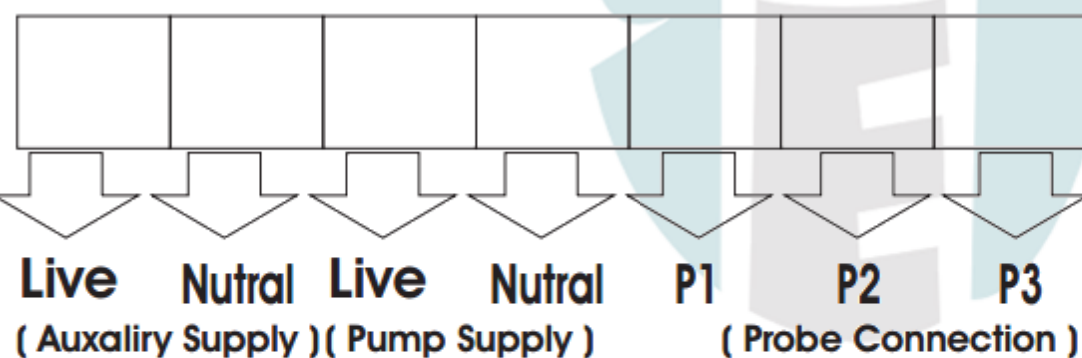 Live Nutral Live Nutral P1 P2 P3
( Auxaliry Supply ) ( Pump Supply ) ( Probe Connection )